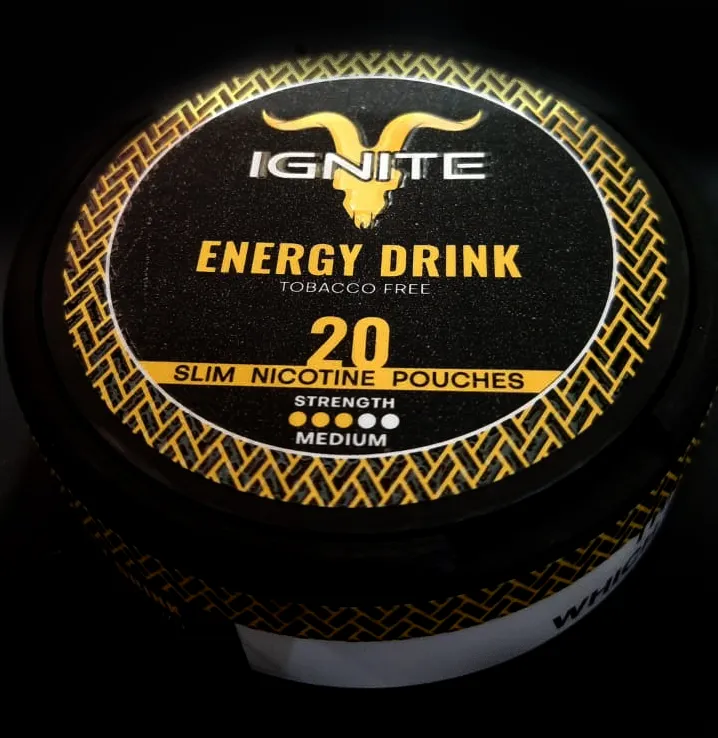 IGNITE
ENERGY DRINK
TOBACCO FREE
20
SLIM NICOTINE POUCHES
STRENGTH
MEDIUM